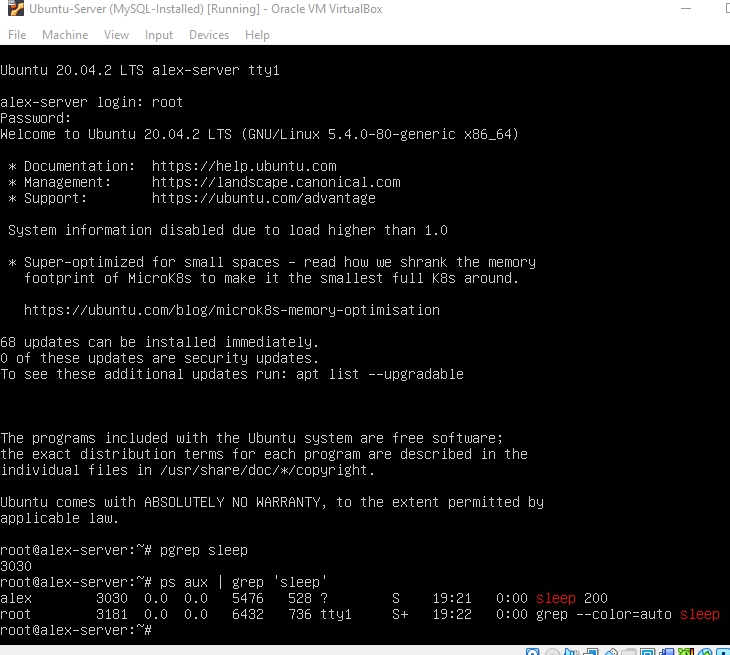 Ubuntu-Server (MySQL-Installed) [Running] - Oracle VM VirtualBox
File Machine View Input Devices Help
Ubuntu 20.04.2 LTS alex-server tty1
alex-server login: root
Password:
Welcome to Ubuntu 20.04.2 LTS (GNU/Linux 5.4.0-80-generic x86_64)
* Documentation:  https://help.ubuntu.com
* Management:     https://landscape.canonical.com
* Support:        https://ubuntu.com/advantage
System information disabled due to load higher than 1.0
* Super-optimized for small spaces - read how we shrank the memory
footprint of MicroK8s to make it the smallest full K8s around.
https://ubuntu.com/blog/microk8s-memory-optimisation
68 updates can be installed immediately.
0 of these updates are security updates.
To see these additional updates run: apt list --upgradable
The programs included with the Ubuntu system are free software;
the exact distribution terms for each program are described in the
individual files in /usr/share/doc/*/copyright.
Ubuntu comes with ABSOLUTELY NO WARRANTY, to the extent permitted by
applicable law.
root@alex-server:~# pgrep sleep
3030
root@alex-server:~# ps aux | grep 'sleep'
alex        3030  0.0  0.0   5476   528 ?        S    19:21   0:00 sleep 200
root        3181  0.0  0.0   6432   736 tty1     S+   19:22   0:00 grep --color=auto sleep
root@alex-server:~#